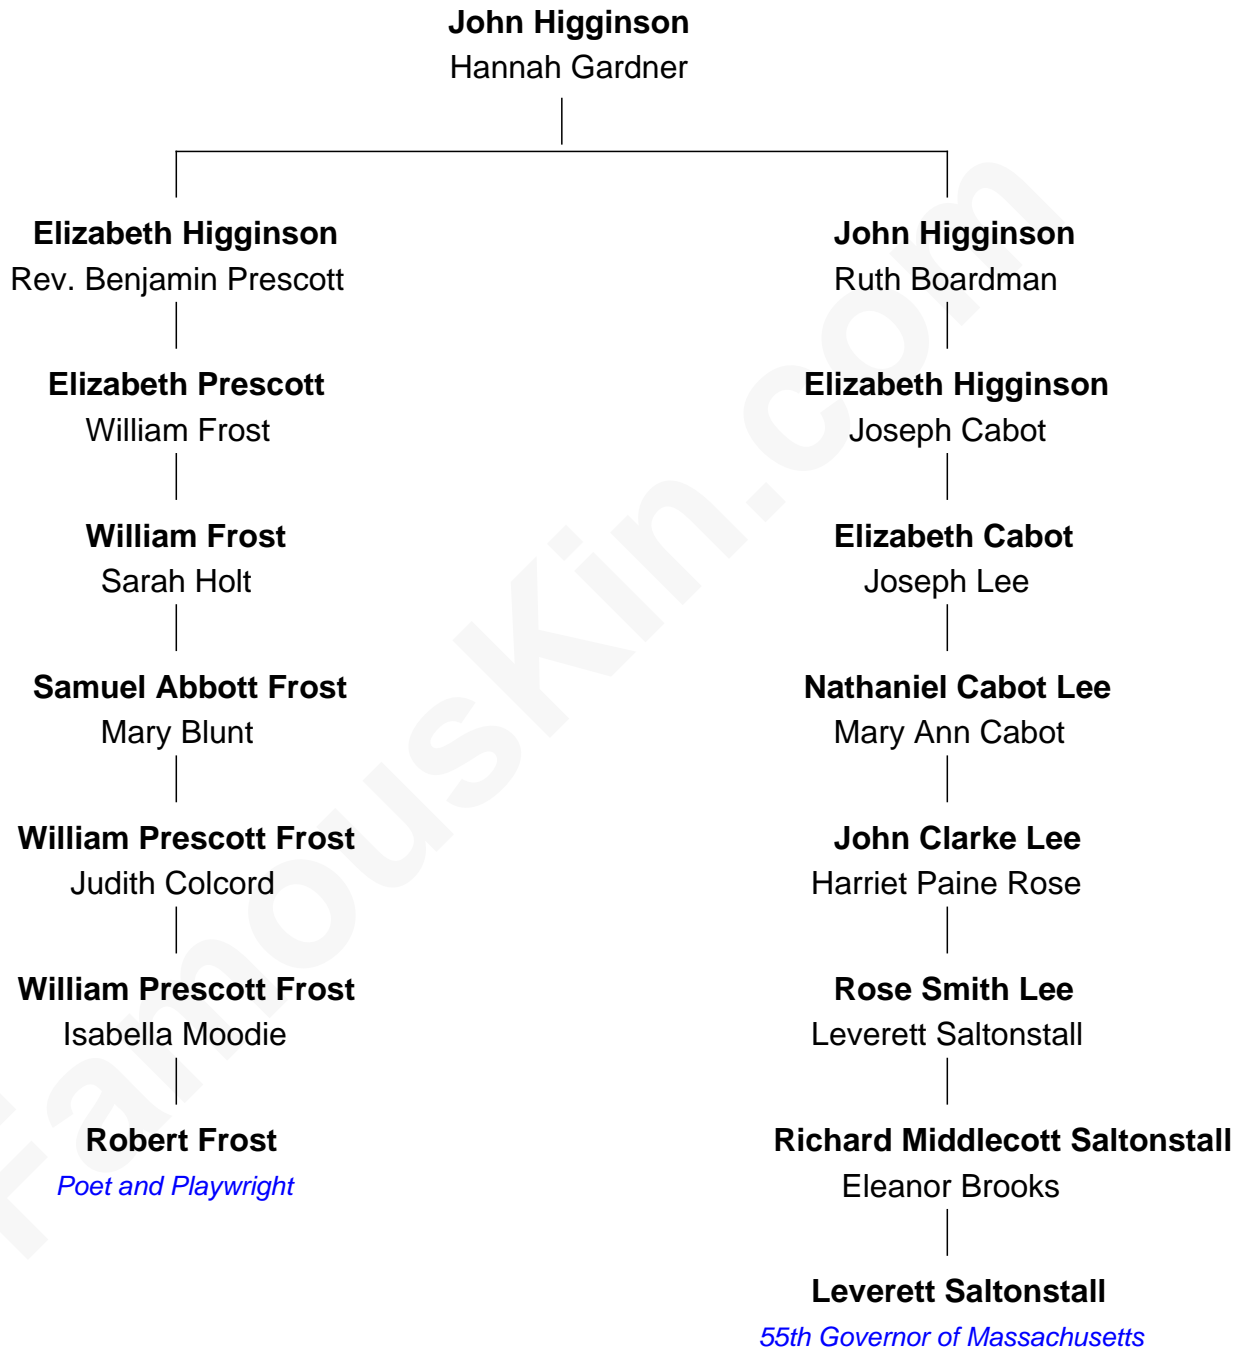 John Higginson
Hannah Gardner
Elizabeth Higginson
Rev. Benjamin Prescott
John Higginson
Ruth Boardman
Elizabeth Prescott
William Frost
Elizabeth Higginson
Joseph Cabot
William Frost
Sarah Holt
Elizabeth Cabot
Joseph Lee
Samuel Abbott Frost
Mary Blunt
Nathaniel Cabot Lee
Mary Ann Cabot
William Prescott Frost
Judith Colcord
John Clarke Lee
Harriet Paine Rose
William Prescott Frost
Isabella Moodie
Rose Smith Lee
Leverett Saltonstall
Robert Frost
Poet and Playwright
Richard Middlecott Saltonstall
Eleanor Brooks
Leverett Saltonstall
55th Governor of Massachusetts
FamousKin.com